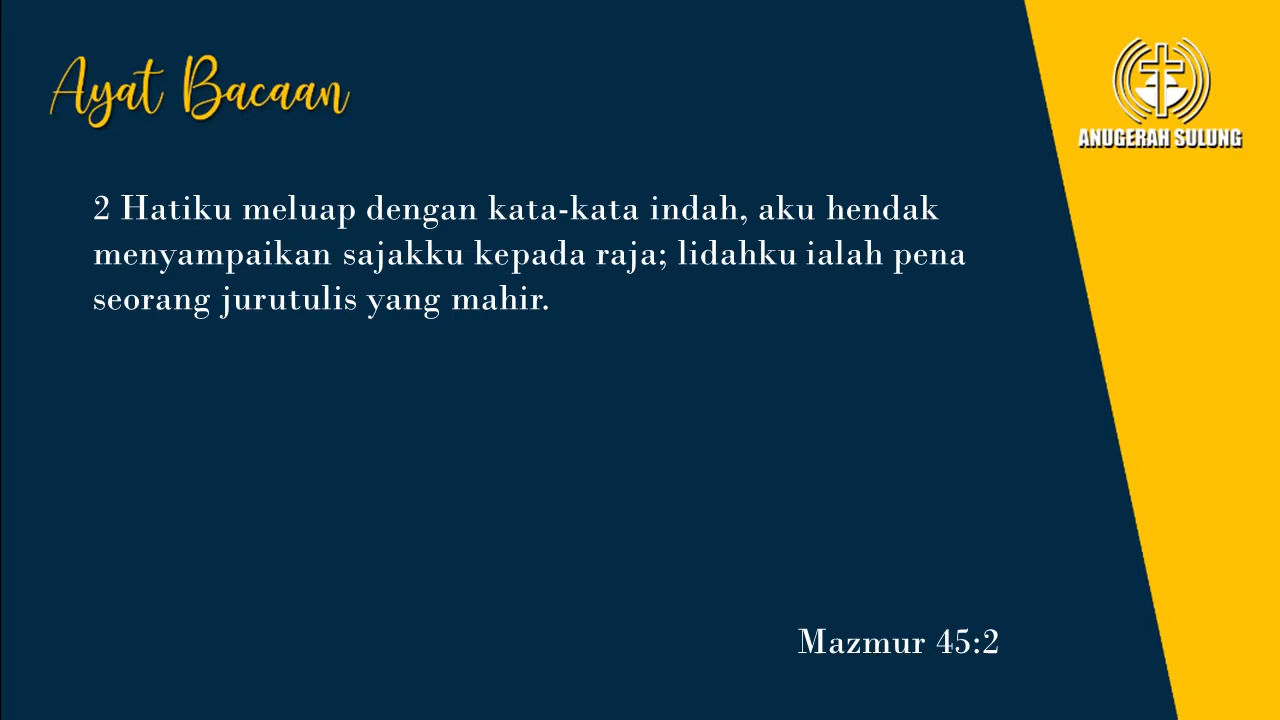 Ayat Bacaan
ANUGERAH SULUNG
2 Hatiku meluap dengan kata-kata indah, aku hendak
menyampaikan sajakku kepada raja; lidahku ialah pena
seorang jurutulis yang mahir.
Mazmur 45:2